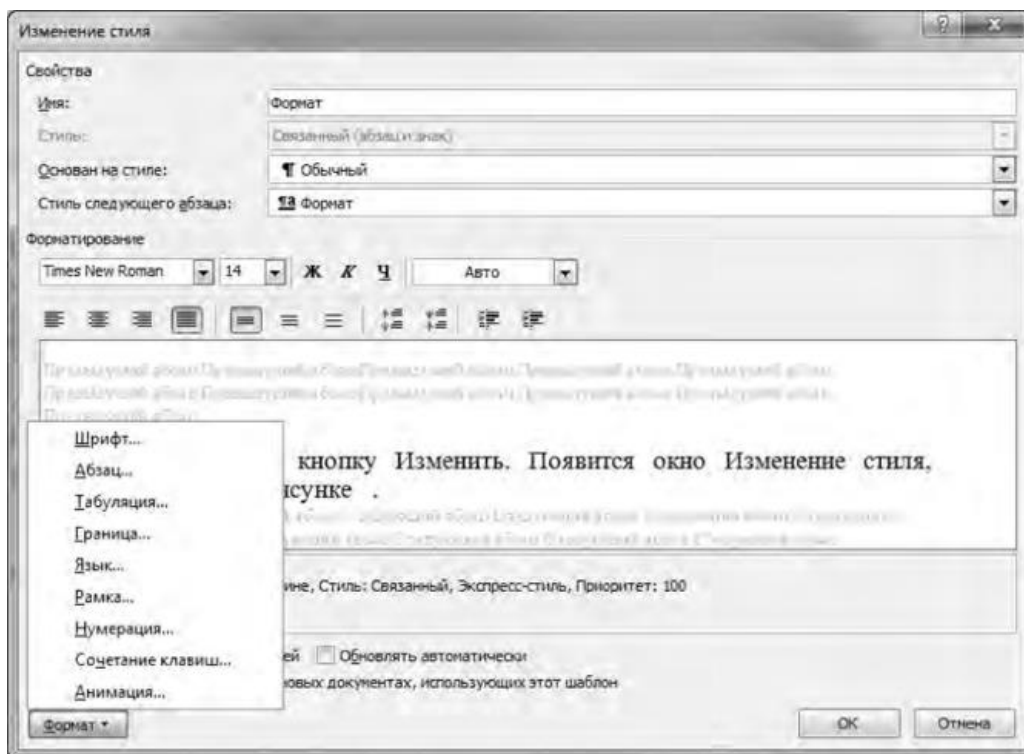 Изменение стиля
Свойства
Имя: Формат
Стиль: Связанный (абзац и знак)
Основан на стиле: ¶ Обычный
Стиль следующего абзаца: ¶a Формат
Форматирование
Times New Roman 14 Ж К Ч Авто
кнопку Изменить. Появится окно Изменение стиля,
исунке .
ине, Стиль: Связанный, Экспресс-стиль, Приоритет: 100
ей Обновлять автоматически
овых документах, использующих этот шаблон
Шрифт...
Абзац...
Табуляция...
Граница...
Язык...
Рамка...
Нумерация...
Сочетание клавиш...
Анимация...
Формат
ОК Отмена